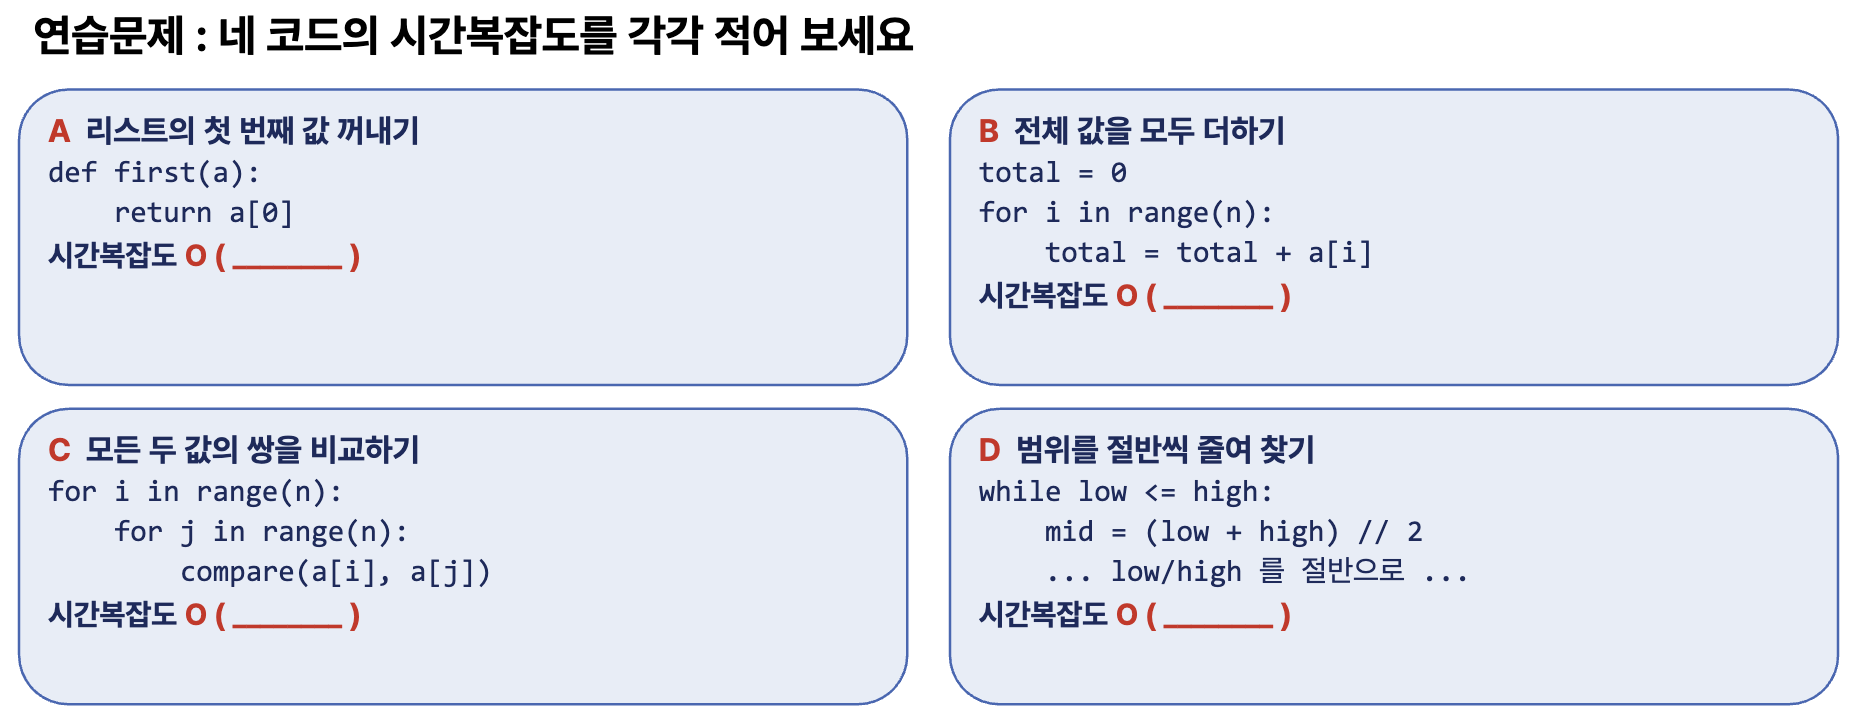 연습문제 : 네 코드의 시간복잡도를 각각 적어 보세요
A 리스트의 첫 번째 값 꺼내기
def first(a):
    return a[0]
시간복잡도 O ( _______ )
B 전체 값을 모두 더하기
total = 0
for i in range(n):
    total = total + a[i]
시간복잡도 O ( _______ )
C 모든 두 값의 쌍을 비교하기
for i in range(n):
    for j in range(n):
        compare(a[i], a[j])
시간복잡도 O ( _______ )
D 범위를 절반씩 줄여 찾기
while low <= high:
    mid = (low + high) // 2
    ... low/high 를 절반으로 ...
시간복잡도 O ( _______ )